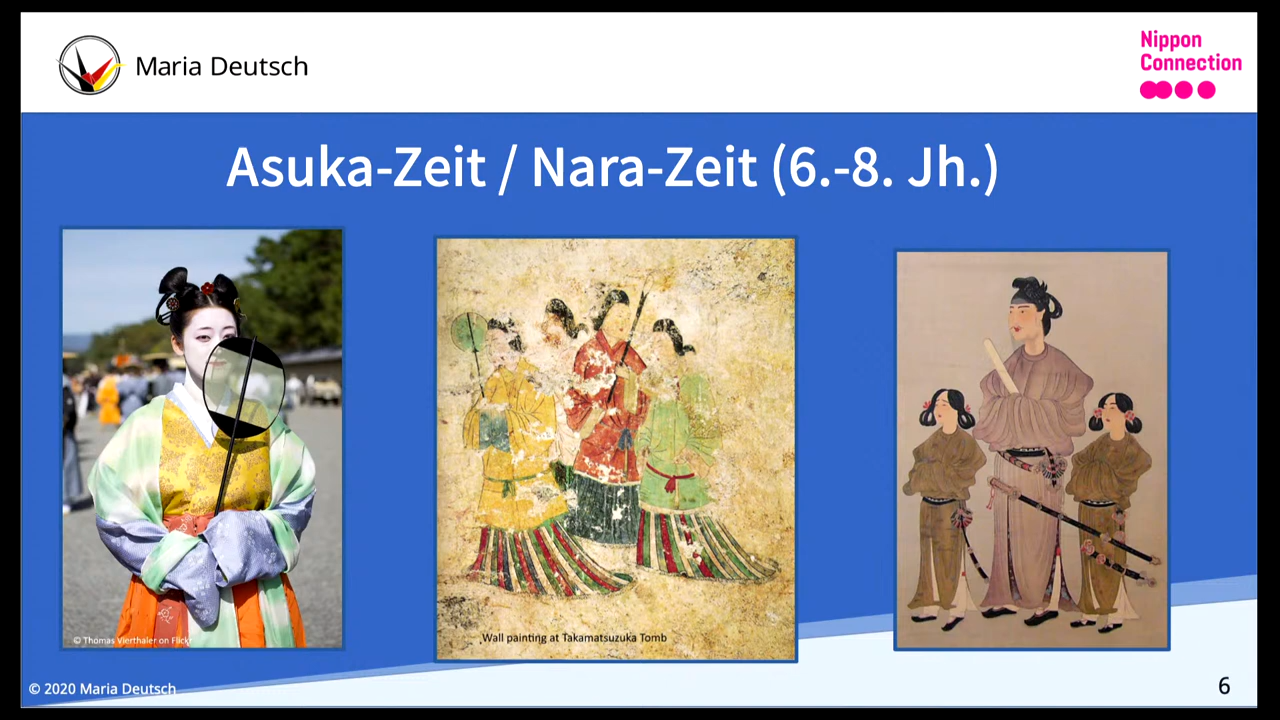 Maria Deutsch
Nippon
Connection
Asuka-Zeit / Nara-Zeit (6.-8. Jh.)
© Thomas Vierthaler on Flickr
Wall painting at Takamatsuzuka Tomb
© 2020 Maria Deutsch
6